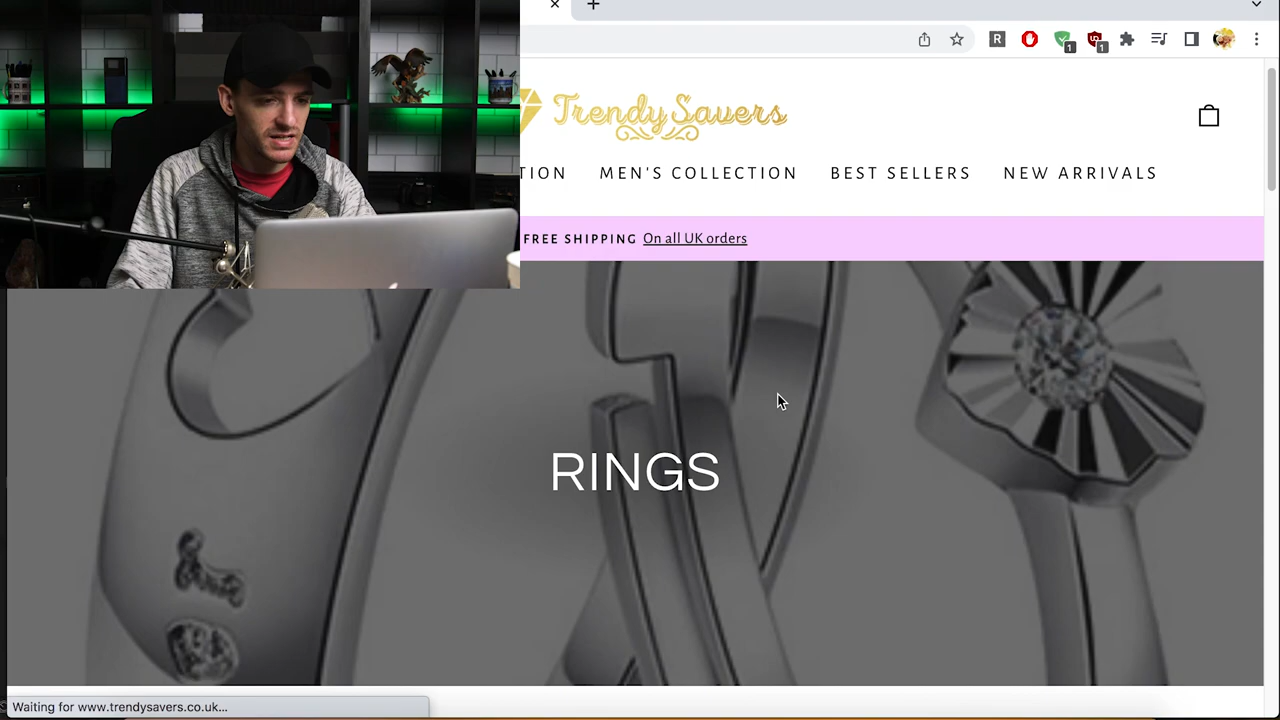 Trendy Savers
TION MEN'S COLLECTION BEST SELLERS NEW ARRIVALS
FREE SHIPPING On all UK orders
RINGS
Waiting for www.trendysavers.co.uk...